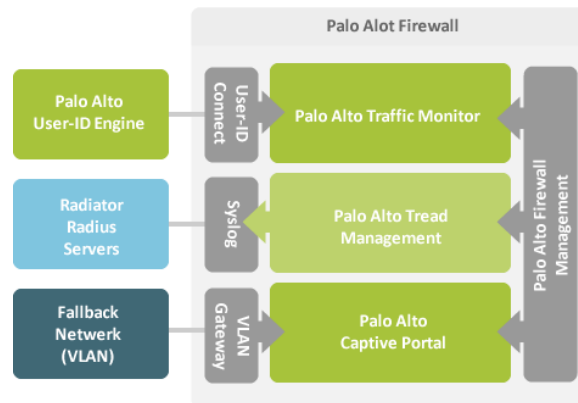 Palo Alot Firewall
Palo Alto
User-ID Engine
User-ID
Connect
Palo Alto Traffic Monitor
Radiator
Radius
Servers
Syslog
Palo Alto Tread
Management
Fallback
Netwerk
(VLAN)
VLAN
Gateway
Palo Alto
Captive Portal
Palo Alto Firewall
Management